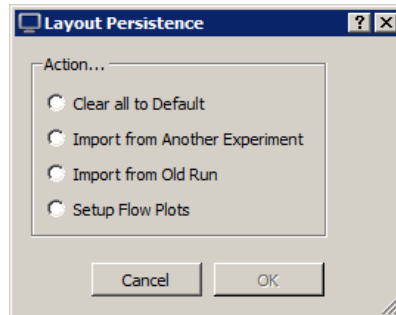 Layout Persistence
Action...
Clear all to Default
Import from Another Experiment
Import from Old Run
Setup Flow Plots
Cancel OK